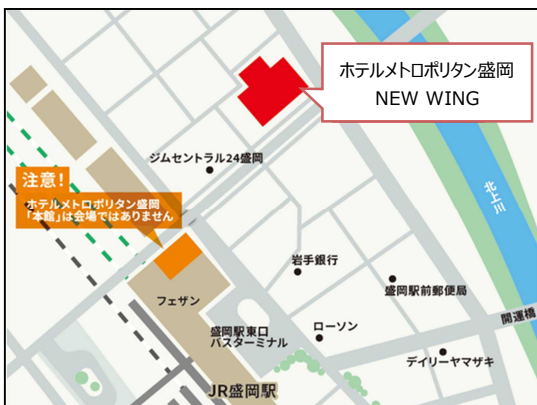 ホテルメトロポリタン盛岡
NEW WING
ジムセントラル24盛岡
注意！
ホテルメトロポリタン盛岡
「本館」は会場ではありません
北上川
岩手銀行
盛岡駅前郵便局
フェザン
開運橋
盛岡駅東口
バスターミナル
ローソン
デイリーヤマザキ
JR盛岡駅